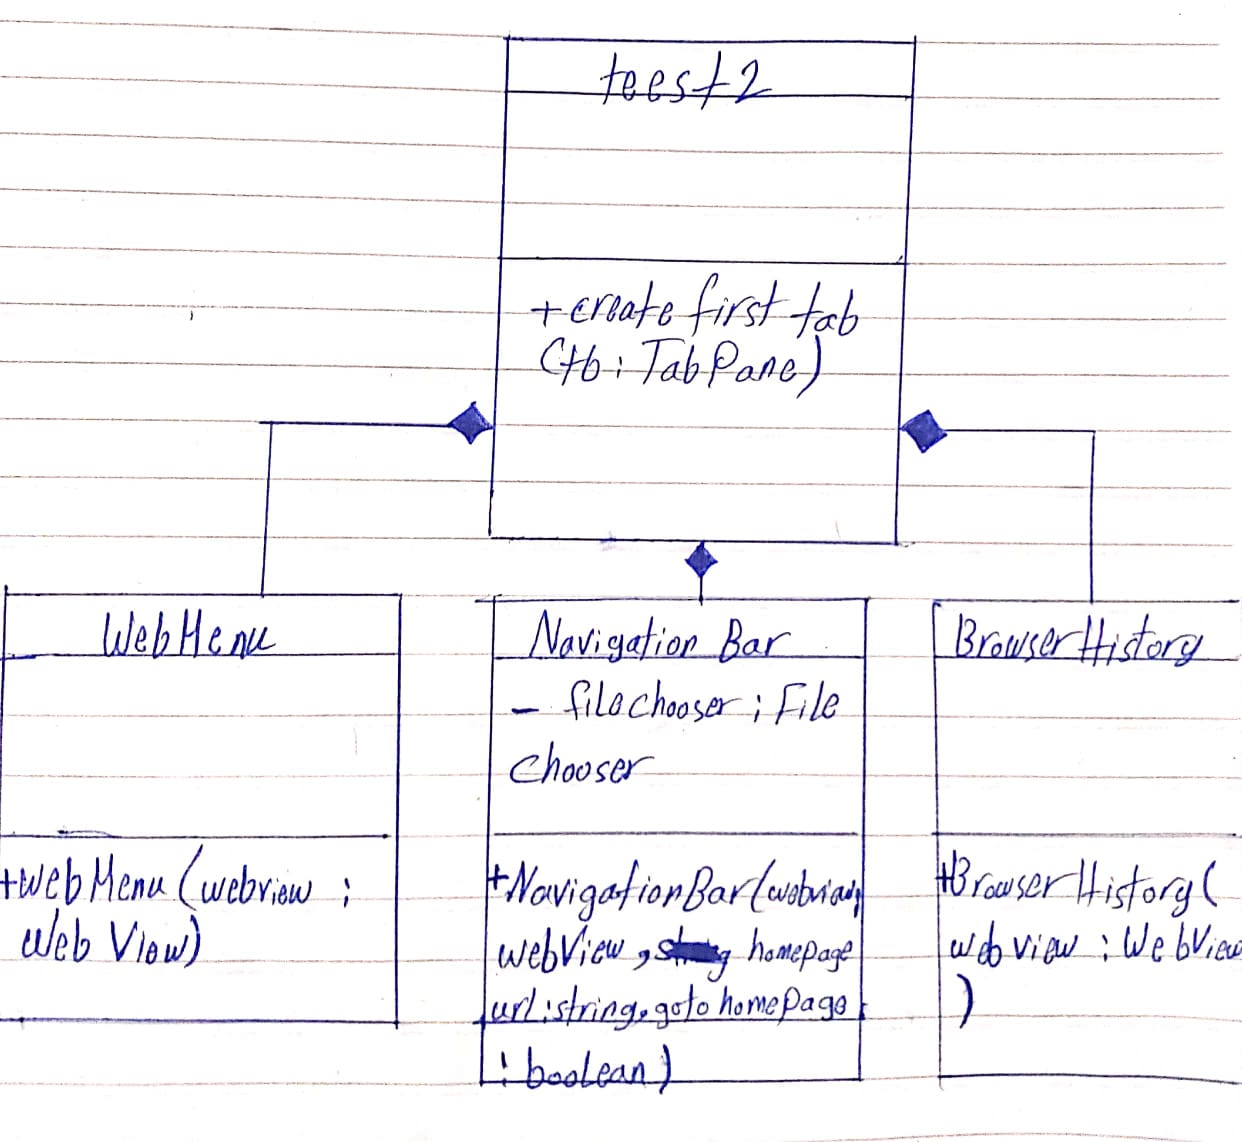 teest2
+create first tab
(tb : TabPane)
WebMenu
+WebMenu (webview :
Web View)
Navigation Bar
- filechooser : File
Chooser
+NavigationBar(webview:
webView , homepage
url : string, goto homePage
: boolean)
BrowserHistory
+BrowserHistory(
webview : WebView
)